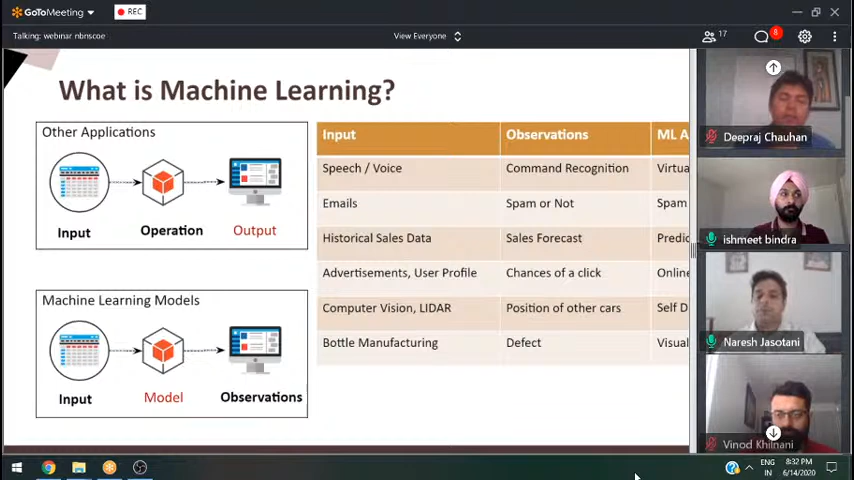 GoToMeeting
REC
Talking: webinar nbnscoe
View Everyone
17
8
What is Machine Learning?
Other Applications
Input
Operation
Output
Machine Learning Models
Input
Model
Observations
Input Observations ML A
Speech / Voice Command Recognition Virtua
Emails Spam or Not Spam
Historical Sales Data Sales Forecast Predic
Advertisements, User Profile Chances of a click Online
Computer Vision, LIDAR Position of other cars Self D
Bottle Manufacturing Defect Visual
Deepraj Chauhan
ishmeet bindra
Naresh Jasotani
Vinod Khilnani
ENG
IN
8:32 PM
6/14/2020